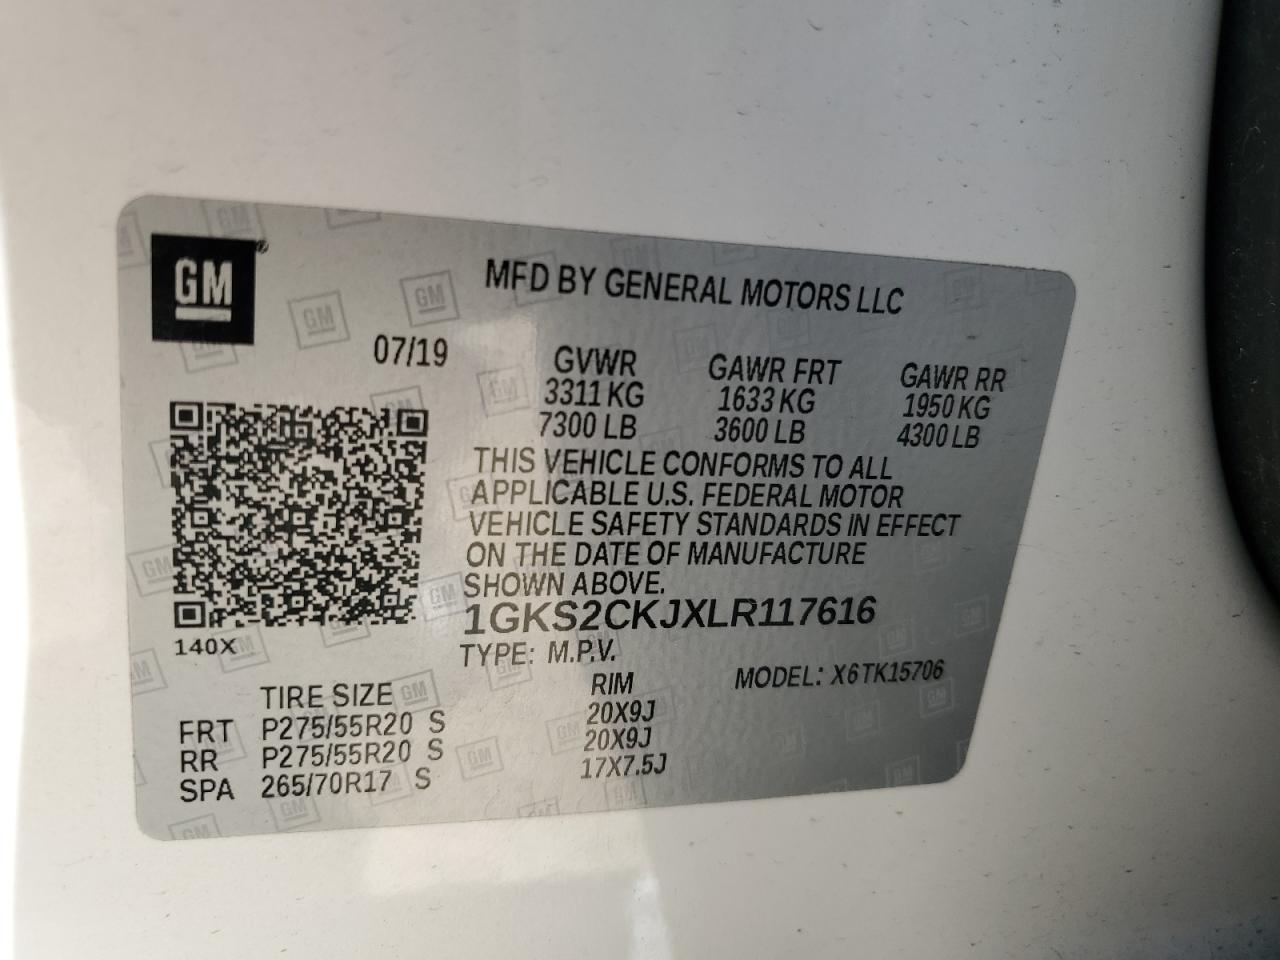 GM®
MFD BY GENERAL MOTORS LLC
07/19
GVWR GAWR FRT GAWR RR
3311 KG 1633 KG 1950 KG
7300 LB 3600 LB 4300 LB
THIS VEHICLE CONFORMS TO ALL
APPLICABLE U.S. FEDERAL MOTOR
VEHICLE SAFETY STANDARDS IN EFFECT
ON THE DATE OF MANUFACTURE
SHOWN ABOVE.
1GKS2CKJXLR117616
140X
TYPE: M.P.V.
MODEL: X6TK15706
TIRE SIZE RIM
FRT P275/55R20 S 20X9J
RR P275/55R20 S 20X9J
SPA 265/70R17 S 17X7.5J